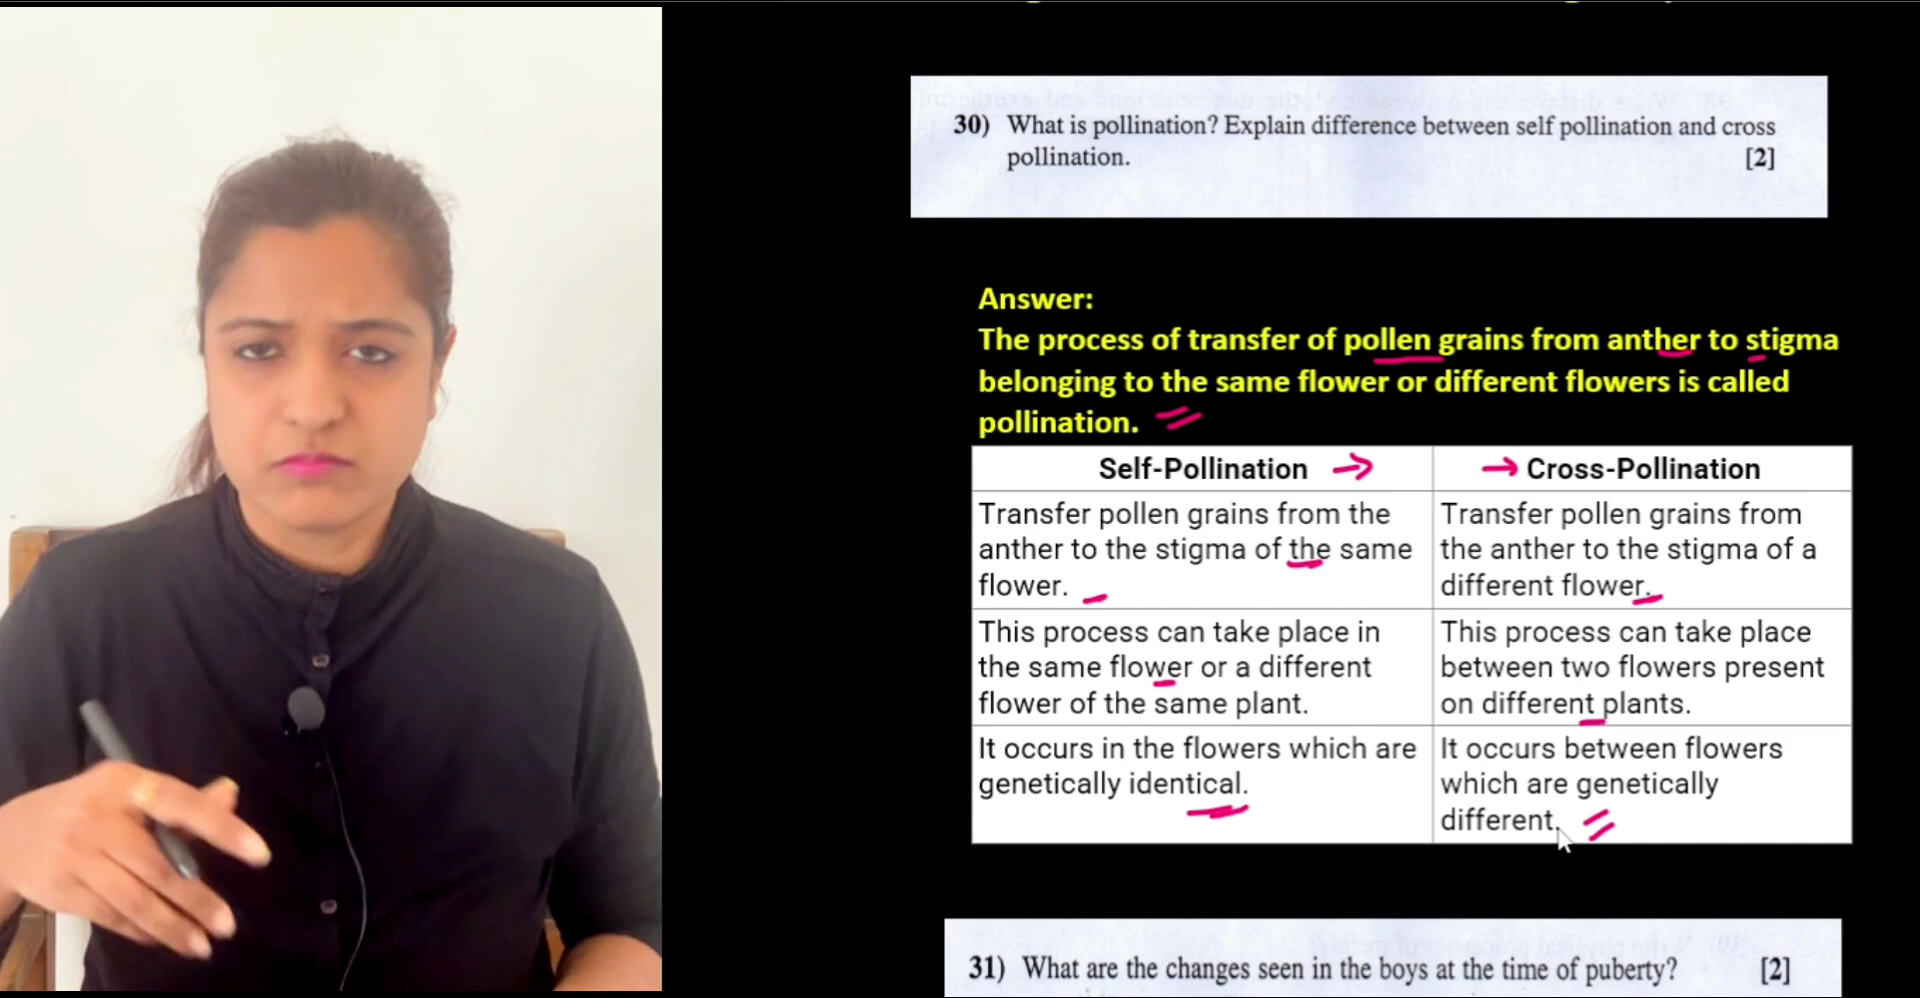 30) What is pollination? Explain difference between self pollination and cross
pollination. [2]
Answer:
The process of transfer of pollen grains from anther to stigma
belonging to the same flower or different flowers is called
pollination.
Self-Pollination
Cross-Pollination
Transfer pollen grains from the
anther to the stigma of the same
flower.
Transfer pollen grains from
the anther to the stigma of a
different flower.
This process can take place in
the same flower or a different
flower of the same plant.
This process can take place
between two flowers present
on different plants.
It occurs in the flowers which are
genetically identical.
It occurs between flowers
which are genetically
different.
31) What are the changes seen in the boys at the time of puberty? [2]